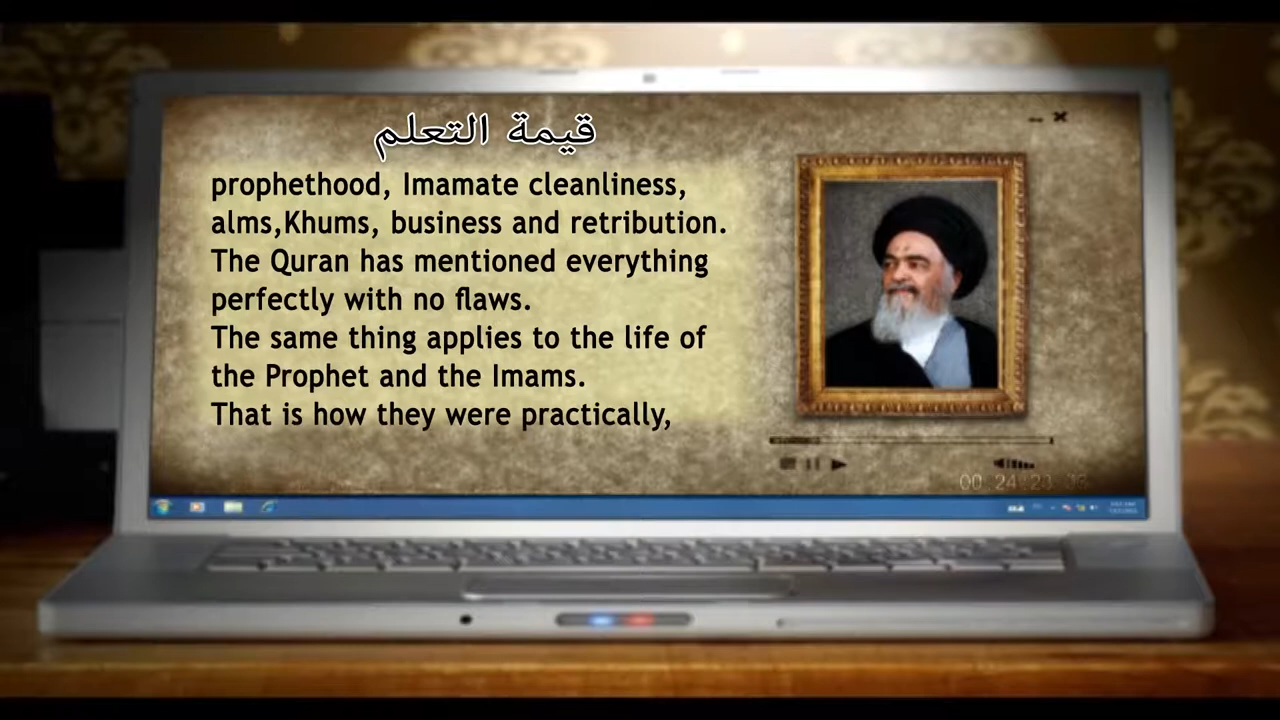 قيمة التعلم
prophethood, Imamate cleanliness,
alms,Khums, business and retribution.
The Quran has mentioned everything
perfectly with no flaws.
The same thing applies to the life of
the Prophet and the Imams.
That is how they were practically,